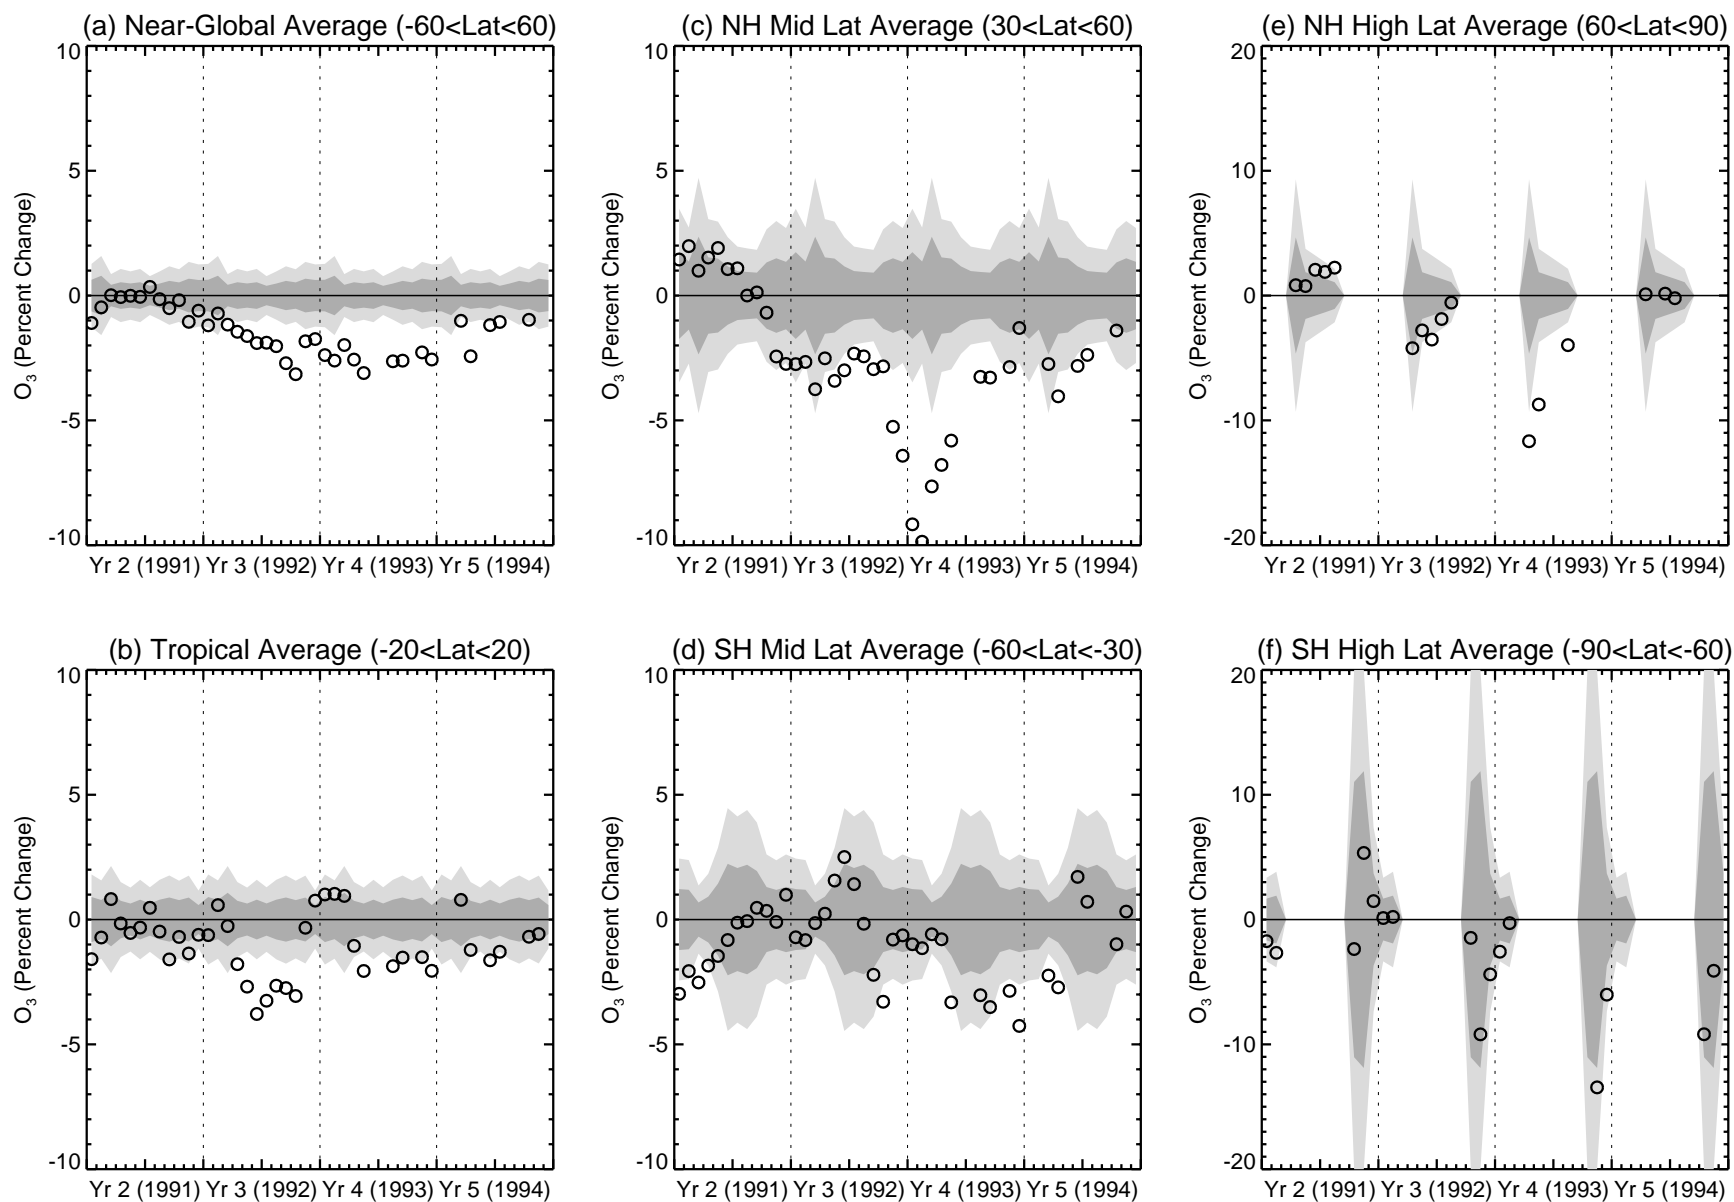 (a) Near-Global Average (-60<Lat<60)
10
5
0
-5
-10
O3 (Percent Change)
Yr 2 (1991) Yr 3 (1992) Yr 4 (1993) Yr 5 (1994)
(c) NH Mid Lat Average (30<Lat<60)
10
5
0
-5
-10
O3 (Percent Change)
Yr 2 (1991) Yr 3 (1992) Yr 4 (1993) Yr 5 (1994)
(e) NH High Lat Average (60<Lat<90)
20
10
0
-10
-20
O3 (Percent Change)
Yr 2 (1991) Yr 3 (1992) Yr 4 (1993) Yr 5 (1994)
(b) Tropical Average (-20<Lat<20)
10
5
0
-5
-10
O3 (Percent Change)
Yr 2 (1991) Yr 3 (1992) Yr 4 (1993) Yr 5 (1994)
(d) SH Mid Lat Average (-60<Lat<-30)
10
5
0
-5
-10
O3 (Percent Change)
Yr 2 (1991) Yr 3 (1992) Yr 4 (1993) Yr 5 (1994)
(f) SH High Lat Average (-90<Lat<-60)
20
10
0
-10
-20
O3 (Percent Change)
Yr 2 (1991) Yr 3 (1992) Yr 4 (1993) Yr 5 (1994)